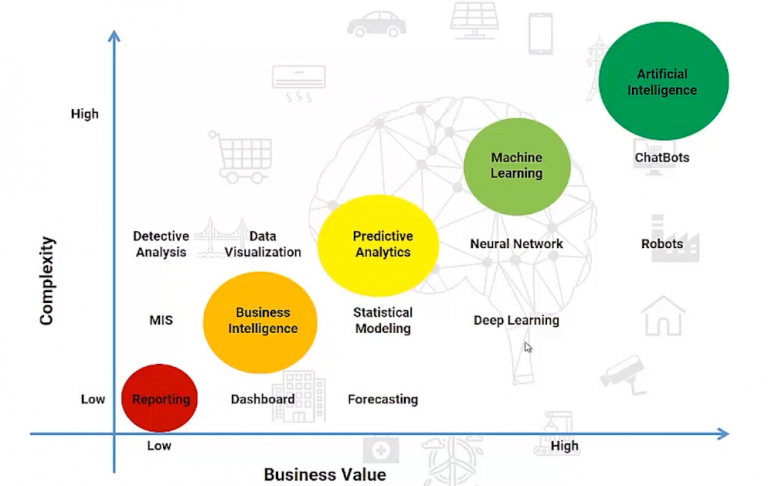 Artificial
Intelligence
High
Machine
Learning
ChatBots
Detective
Analysis
Data
Visualization
Predictive
Analytics
Neural Network
Robots
Complexity
MIS
Business
Intelligence
Statistical
Modeling
Deep Learning
Low
Reporting
Dashboard
Forecasting
Low
High
Business Value